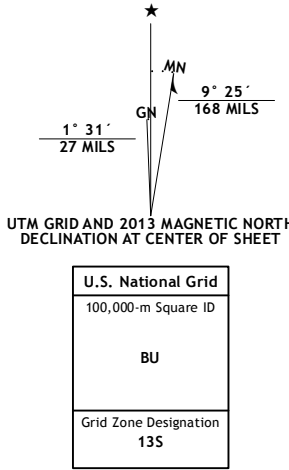 ★
MN
GN
9° 25´
168 MILS
1° 31´
27 MILS
UTM GRID AND 2013 MAGNETIC NORTH
DECLINATION AT CENTER OF SHEET
U.S. National Grid
100,000-m Square ID
BU
Grid Zone Designation
13S